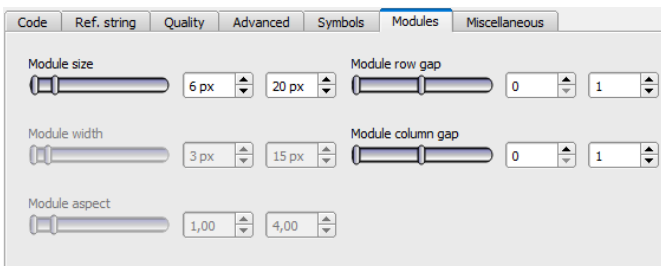 Code Ref. string Quality Advanced Symbols Modules Miscellaneous
Module size Module row gap
6 px 20 px 0 1
Module width Module column gap
3 px 15 px 0 1
Module aspect
1,00 4,00